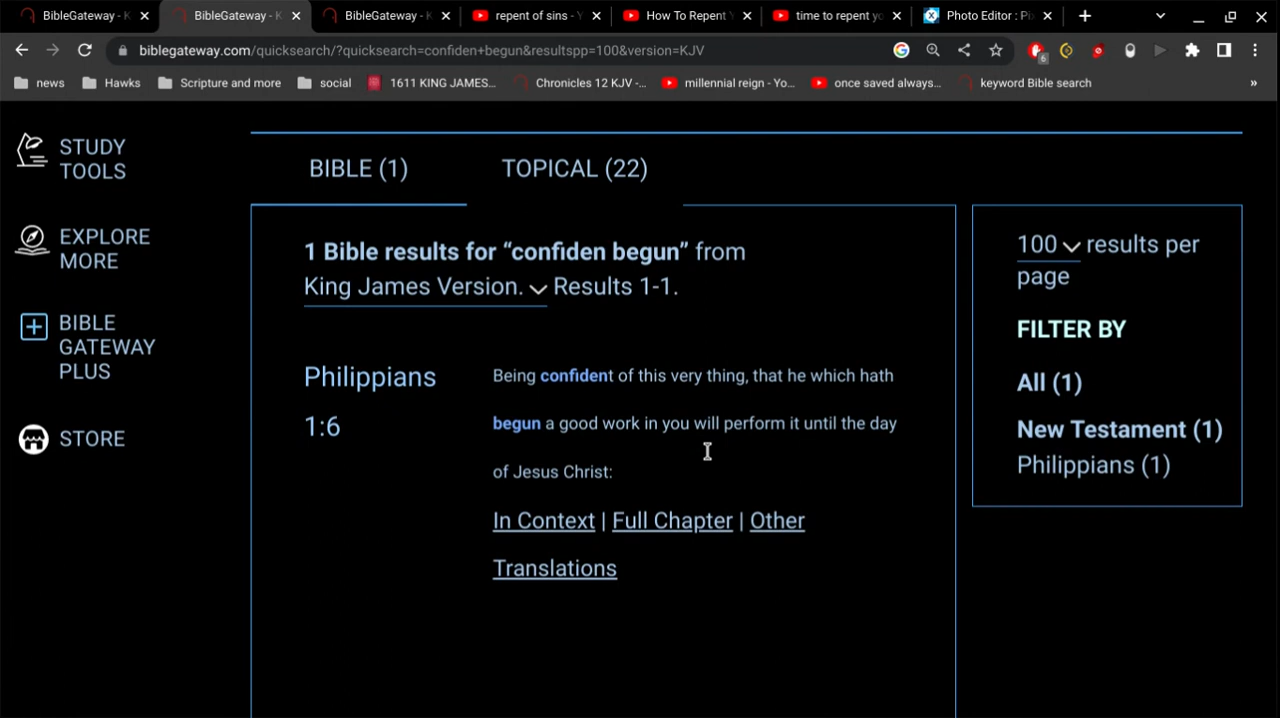 BibleGateway - K
BibleGateway - K
BibleGateway - K
repent of sins - Y
How To Repent Y
time to repent yo
Photo Editor : Pix
biblegateway.com/quicksearch/?quicksearch=confiden+begun&resultspp=100&version=KJV
6
news
Hawks
Scripture and more
social
1611 KING JAMES...
Chronicles 12 KJV -...
millennial reign - Yo...
once saved always...
keyword Bible search
»
STUDY
TOOLS
EXPLORE
MORE
BIBLE
GATEWAY
PLUS
STORE
BIBLE (1)
TOPICAL (22)
1 Bible results for “confiden begun” from
King James Version. Results 1-1.
Philippians
1:6
Being confident of this very thing, that he which hath
begun a good work in you will perform it until the day
of Jesus Christ:
In Context | Full Chapter | Other
Translations
100 results per
page
FILTER BY
All (1)
New Testament (1)
Philippians (1)